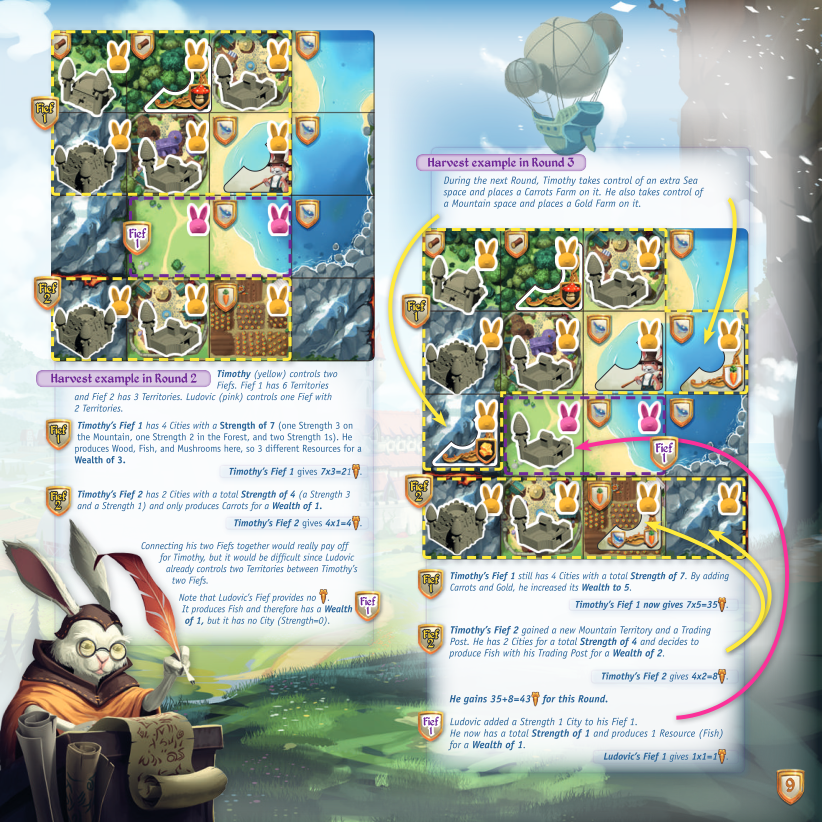 Fief
1
Fief
1
Fief
2
Harvest example in Round 2
Timothy (yellow) controls two
Fiefs. Fief 1 has 6 Territories
and Fief 2 has 3 Territories. Ludovic (pink) controls one Fief with
2 Territories.
Fief
1
Timothy's Fief 1 has 4 Cities with a Strength of 7 (one Strength 3 on
the Mountain, one Strength 2 in the Forest, and two Strength 1s). He
produces Wood, Fish, and Mushrooms here, so 3 different Resources for a
Wealth of 3.
Timothy's Fief 1 gives 7x3=21.
Fief
2
Timothy's Fief 2 has 2 Cities with a total Strength of 4 (a Strength 3
and a Strength 1) and only produces Carrots for a Wealth of 1.
Timothy's Fief 2 gives 4x1=4.
Connecting his two Fiefs together would really pay off
for Timothy, but it would be difficult since Ludovic
already controls two Territories between Timothy's
two Fiefs.
Note that Ludovic's Fief provides no .
It produces Fish and therefore has a Wealth
of 1, but it has no City (Strength=0).
Fief
1
Harvest example in Round 3
During the next Round, Timothy takes control of an extra Sea
space and places a Carrots Farm on it. He also takes control of
a Mountain space and places a Gold Farm on it.
Fief
1
Fief
1
Fief
2
Fief
1
Timothy's Fief 1 still has 4 Cities with a total Strength of 7. By adding
Carrots and Gold, he increased its Wealth to 5.
Timothy's Fief 1 now gives 7x5=35.
Fief
2
Timothy's Fief 2 gained a new Mountain Territory and a Trading
Post. He has 2 Cities for a total Strength of 4 and decides to
produce Fish with his Trading Post for a Wealth of 2.
Timothy's Fief 2 gives 4x2=8.
He gains 35+8=43 for this Round.
Fief
1
Ludovic added a Strength 1 City to his Fief 1.
He now has a total Strength of 1 and produces 1 Resource (Fish)
for a Wealth of 1.
Ludovic's Fief 1 gives 1x1=1.
9